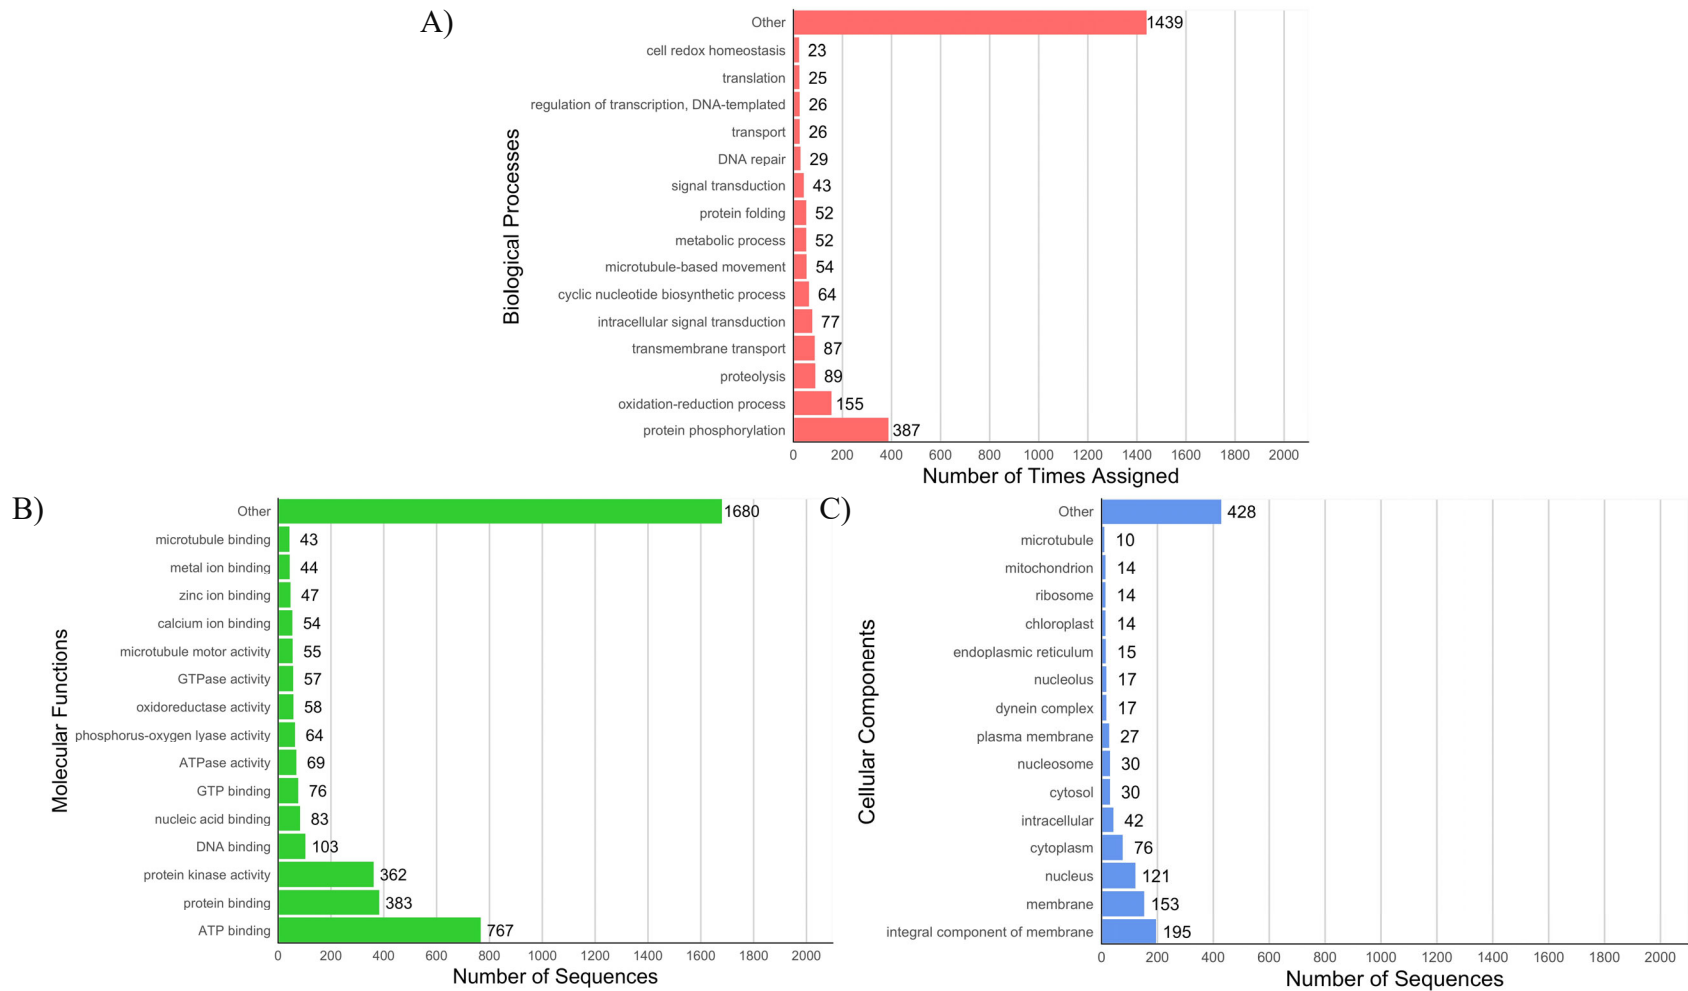 A)
Biological Processes
Other 1439
cell redox homeostasis 23
translation 25
regulation of transcription, DNA-templated 26
transport 26
DNA repair 29
signal transduction 43
protein folding 52
metabolic process 52
microtubule-based movement 54
cyclic nucleotide biosynthetic process 64
intracellular signal transduction 77
transmembrane transport 87
proteolysis 89
oxidation-reduction process 155
protein phosphorylation 387
0 200 400 600 800 1000 1200 1400 1600 1800 2000
Number of Times Assigned
B)
Molecular Functions
Other 1680
microtubule binding 43
metal ion binding 44
zinc ion binding 47
calcium ion binding 54
microtubule motor activity 55
GTPase activity 57
oxidoreductase activity 58
phosphorus-oxygen lyase activity 64
ATPase activity 69
GTP binding 76
nucleic acid binding 83
DNA binding 103
protein kinase activity 362
protein binding 383
ATP binding 767
0 200 400 600 800 1000 1200 1400 1600 1800 2000
Number of Sequences
C)
Cellular Components
Other 428
microtubule 10
mitochondrion 14
ribosome 14
chloroplast 14
endoplasmic reticulum 15
nucleolus 17
dynein complex 17
plasma membrane 27
nucleosome 30
cytosol 30
intracellular 42
cytoplasm 76
nucleus 121
membrane 153
integral component of membrane 195
0 200 400 600 800 1000 1200 1400 1600 1800 2000
Number of Sequences